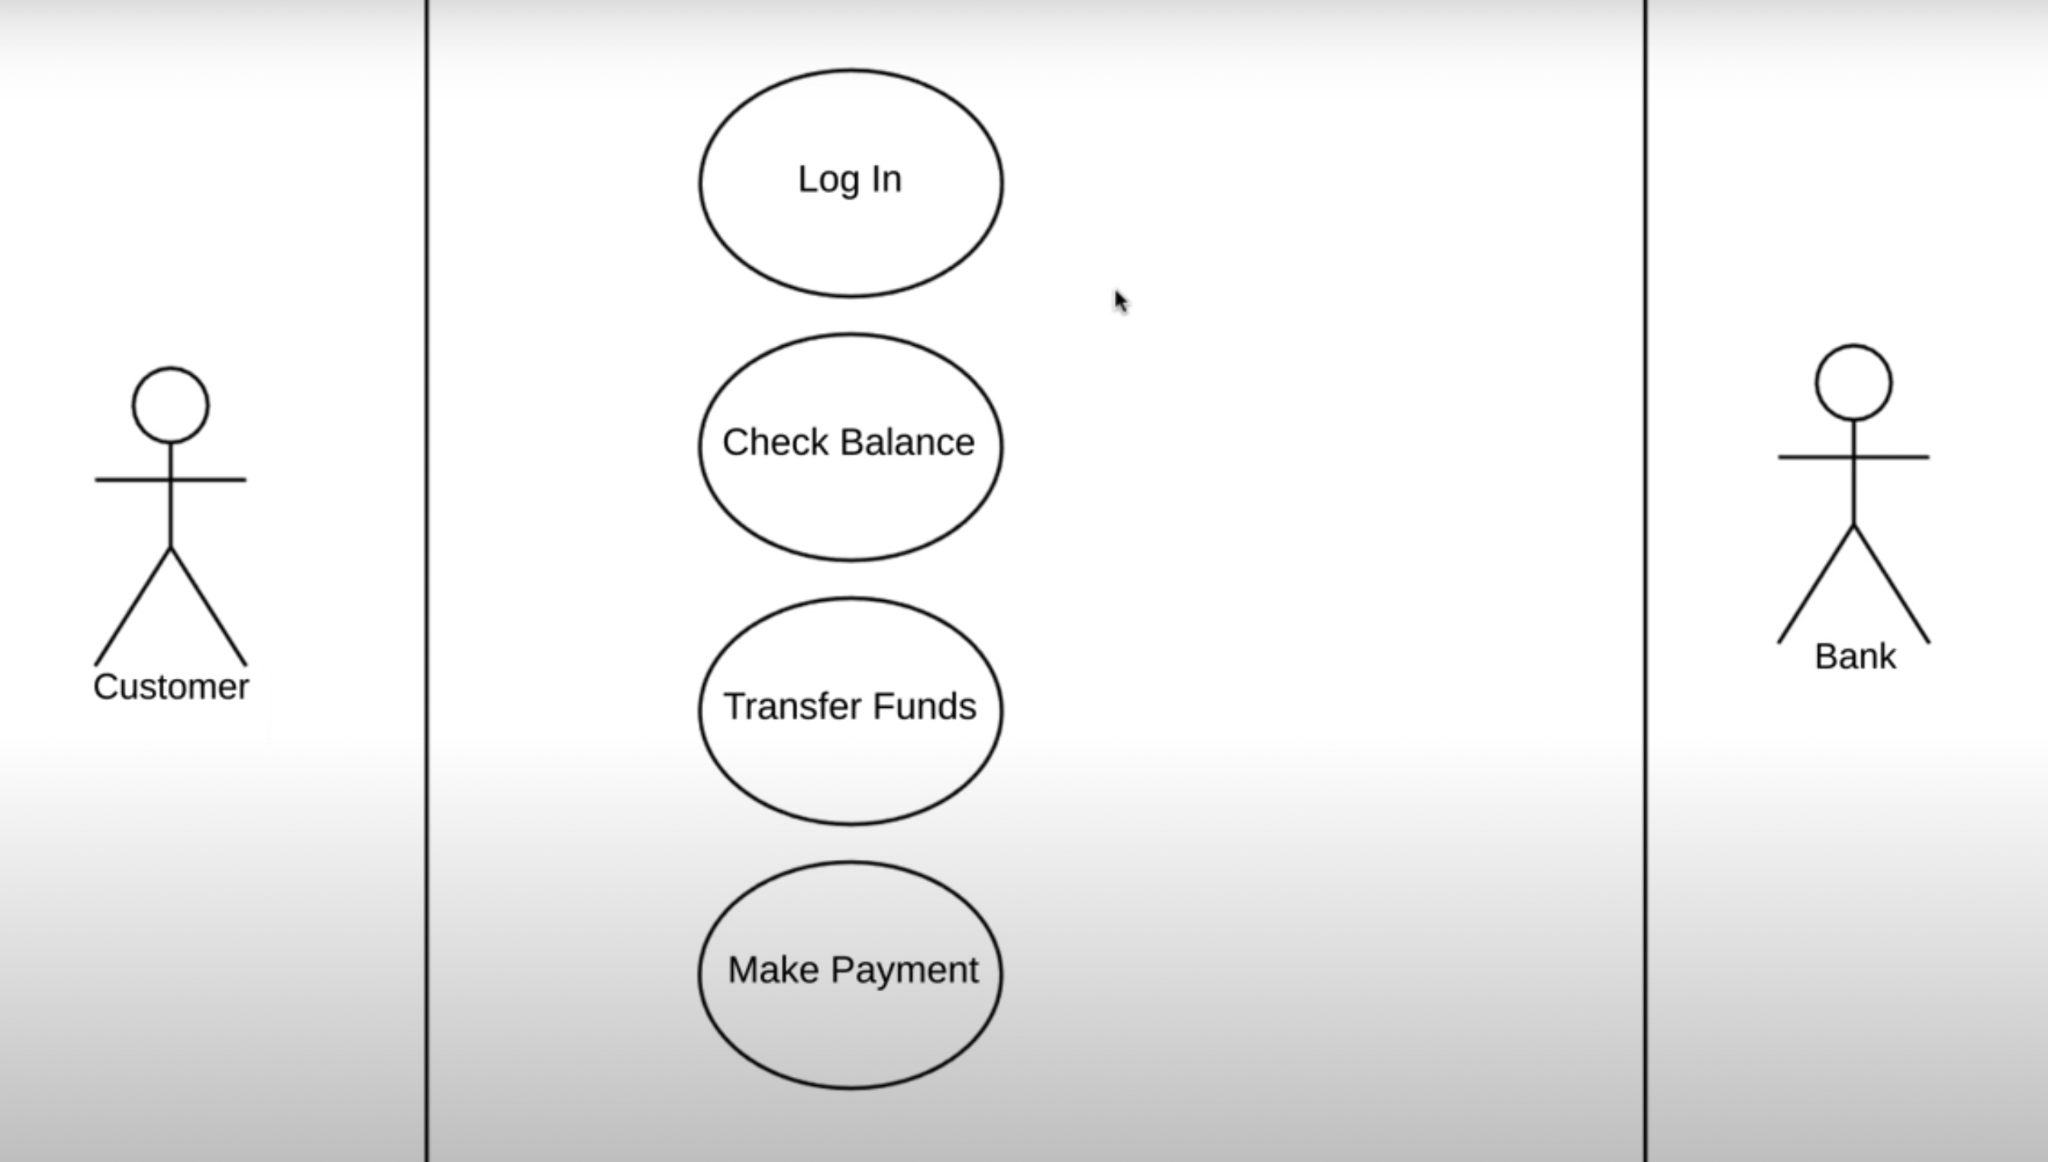 Log In
Check Balance
Customer
Bank
Transfer Funds
Make Payment